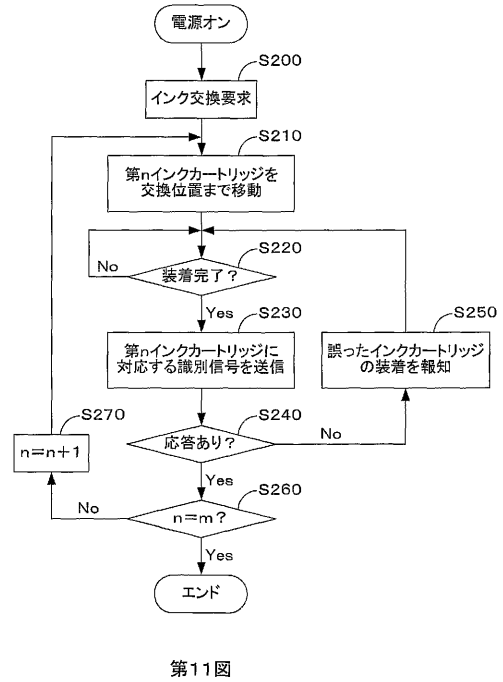 電源オン
S200
インク交換要求
S210
第nインクカートリッジを
交換位置まで移動
S220
装着完了？
No
Yes
S230
第nインクカートリッジに
対応する識別信号を送信
S250
誤ったインクカートリッジ
の装着を報知
S240
応答あり？
No
Yes
S270
n=n+1
S260
n=m？
No
Yes
エンド
第11図